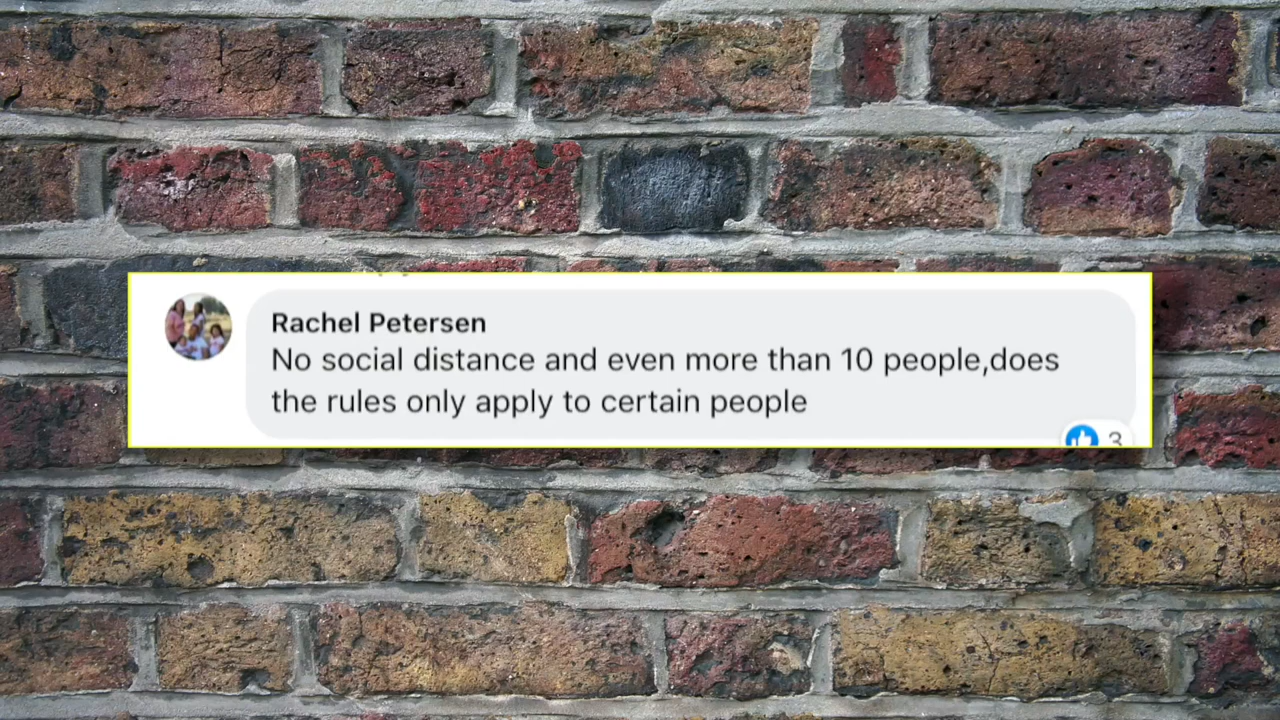 Rachel Petersen
No social distance and even more than 10 people,does
the rules only apply to certain people
3